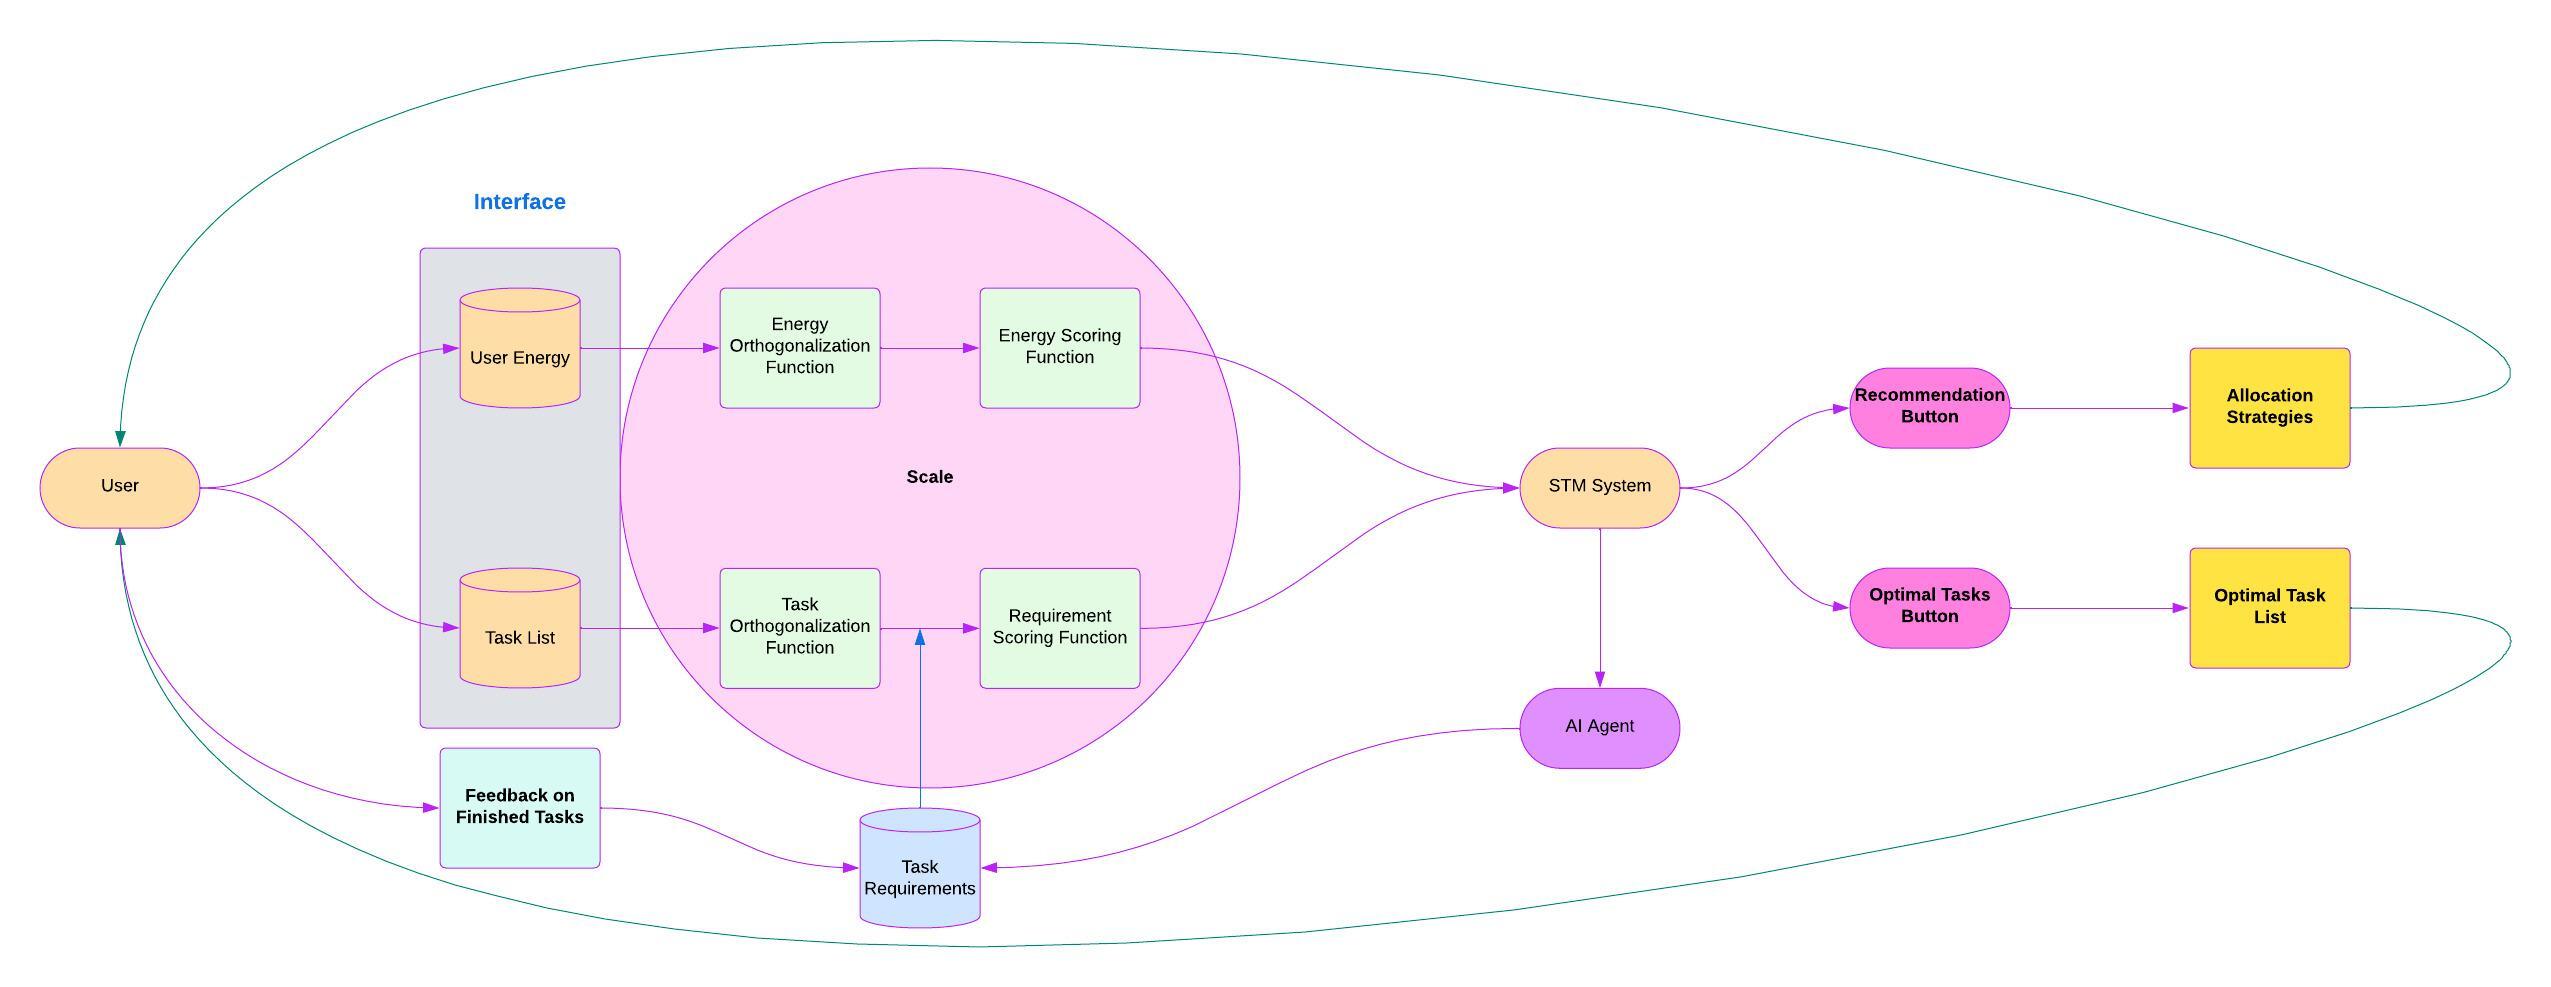 Interface
User Energy
Energy
Orthogonalization
Function
Energy Scoring
Function
Recommendation
Button
Allocation
Strategies
User
Scale
STM System
Task List
Task
Orthogonalization
Function
Requirement
Scoring Function
Optimal Tasks
Button
Optimal Task
List
AI Agent
Feedback on
Finished Tasks
Task
Requirements